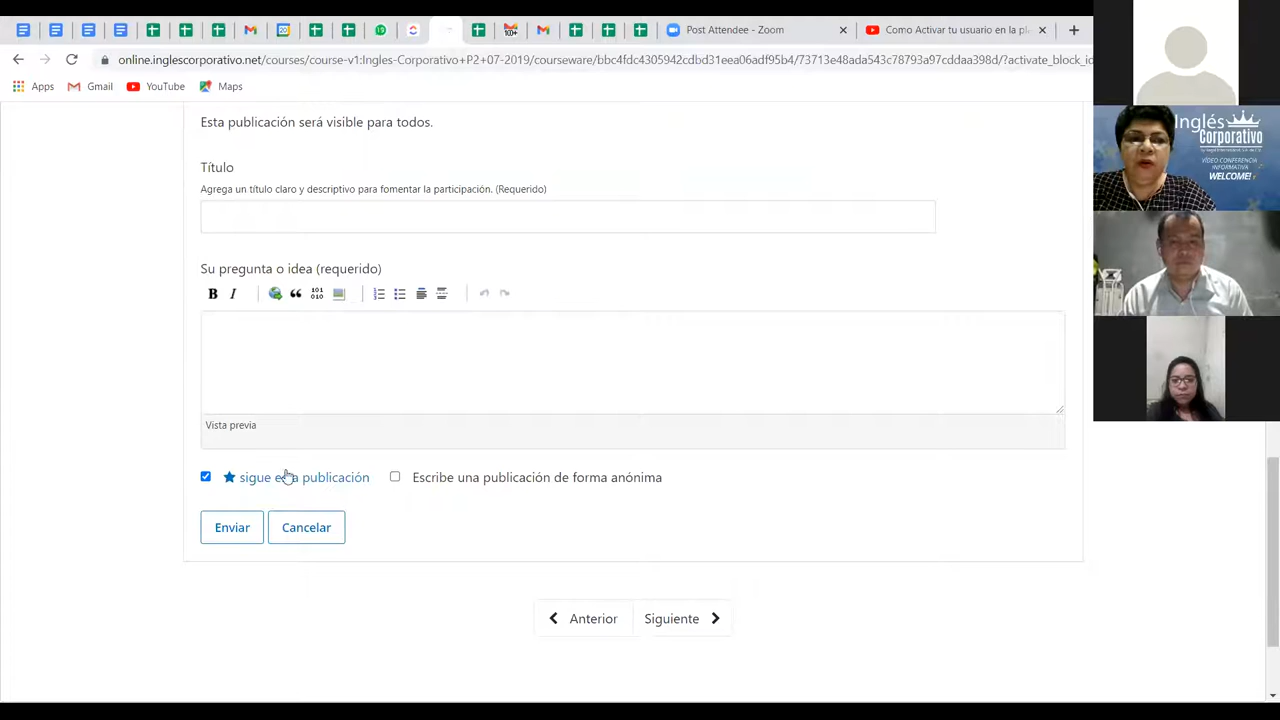 Post Attendee - Zoom
Como Activar tu usuario en la pl
online.inglescorporativo.net/courses/course-v1:Ingles-Corporativo+P2+07-2019/courseware/bbc4fdc4305942cdbd31eea06adf95b4/73713e48ada543c78793a97cddaa398d/?activate_block_id
Apps
Gmail
YouTube
Maps
Inglés
Corporativo
VÍDEO CONFERENCIA
INFORMATIVA
WELCOME!
Esta publicación será visible para todos.
Título
Agrega un título claro y descriptivo para fomentar la participación. (Requerido)
Su pregunta o idea (requerido)
B I
Vista previa
sigue esta publicación
Escribe una publicación de forma anónima
Enviar
Cancelar
Anterior
Siguiente